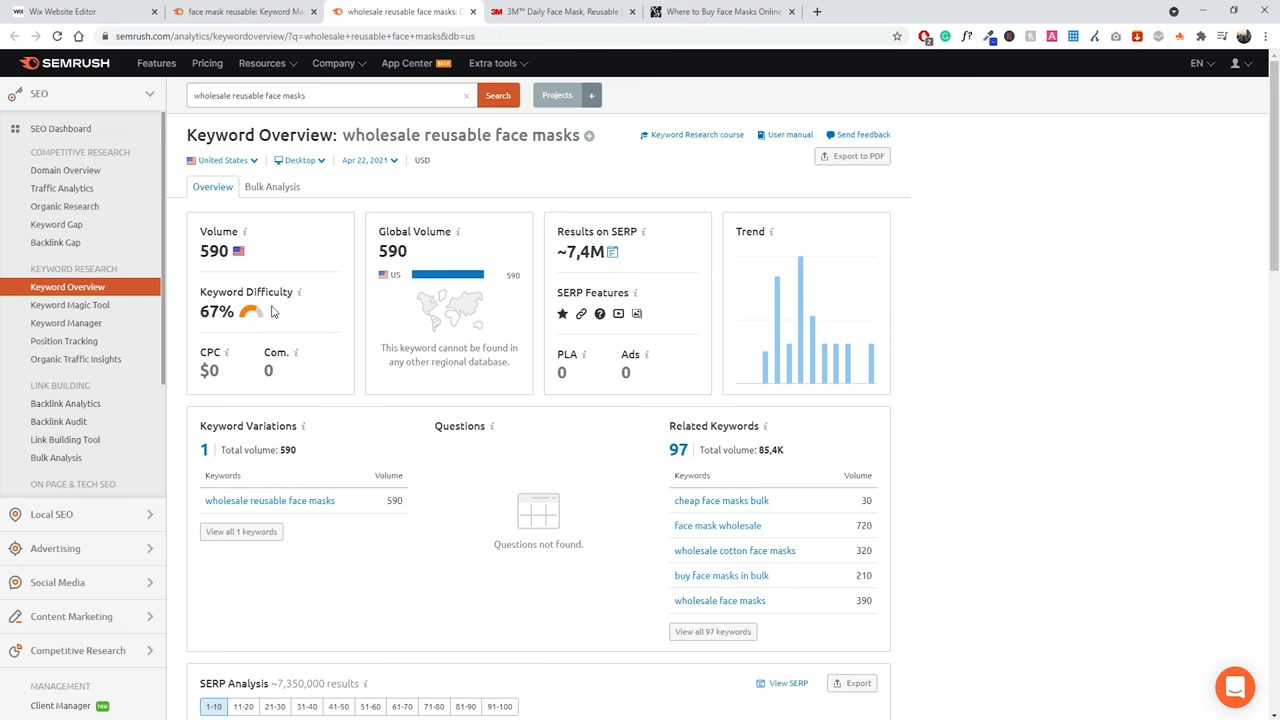 Wix Website Editor
face mask reusable: Keyword Ma
wholesale reusable face masks: C
3M™ Daily Face Mask, Reusable |
Where to Buy Face Masks Online
semrush.com/analytics/keywordoverview/?q=wholesale+reusable+face+masks&db=us
SEMRUSH
Features
Pricing
Resources
Company
App Center BETA
Extra tools
EN
SEO
SEO Dashboard
COMPETITIVE RESEARCH
Domain Overview
Traffic Analytics
Organic Research
Keyword Gap
Backlink Gap
KEYWORD RESEARCH
Keyword Overview
Keyword Magic Tool
Keyword Manager
Position Tracking
Organic Traffic Insights
LINK BUILDING
Backlink Analytics
Backlink Audit
Link Building Tool
Bulk Analysis
ON PAGE & TECH SEO
Local SEO
Advertising
Social Media
Content Marketing
Competitive Research
MANAGEMENT
Client Manager new
wholesale reusable face masks
Search
Projects
+
Keyword Overview: wholesale reusable face masks
Keyword Research course
User manual
Send feedback
United States
Desktop
Apr 22, 2021
USD
Export to PDF
Overview
Bulk Analysis
Volume
590
Keyword Difficulty
67%
CPC
Com.
$0
0
Global Volume
590
US
590
This keyword cannot be found in
any other regional database.
Results on SERP
~7,4M
SERP Features
PLA
Ads
0
0
Trend
Keyword Variations
1 Total volume: 590
Keywords Volume
wholesale reusable face masks 590
View all 1 keywords
Questions
Questions not found.
Related Keywords
97 Total volume: 85,4K
Keywords Volume
cheap face masks bulk 30
face mask wholesale 720
wholesale cotton face masks 320
buy face masks in bulk 210
wholesale face masks 390
View all 97 keywords
SERP Analysis ~7,350,000 results
View SERP
Export
1-10 11-20 21-30 31-40 41-50 51-60 61-70 71-80 81-90 91-100